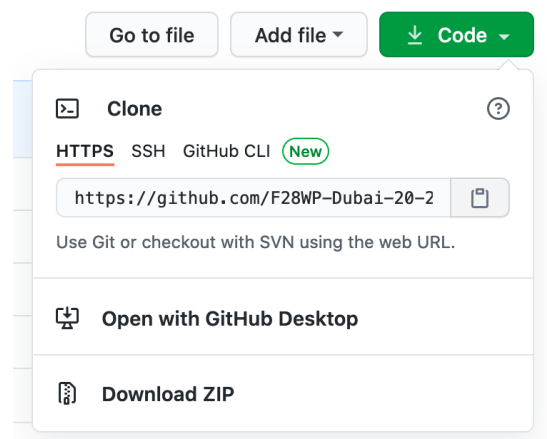 Go to file
Add file
Code
Clone
HTTPS SSH GitHub CLI New
https://github.com/F28WP-Dubai-20-2
Use Git or checkout with SVN using the web URL.
Open with GitHub Desktop
Download ZIP